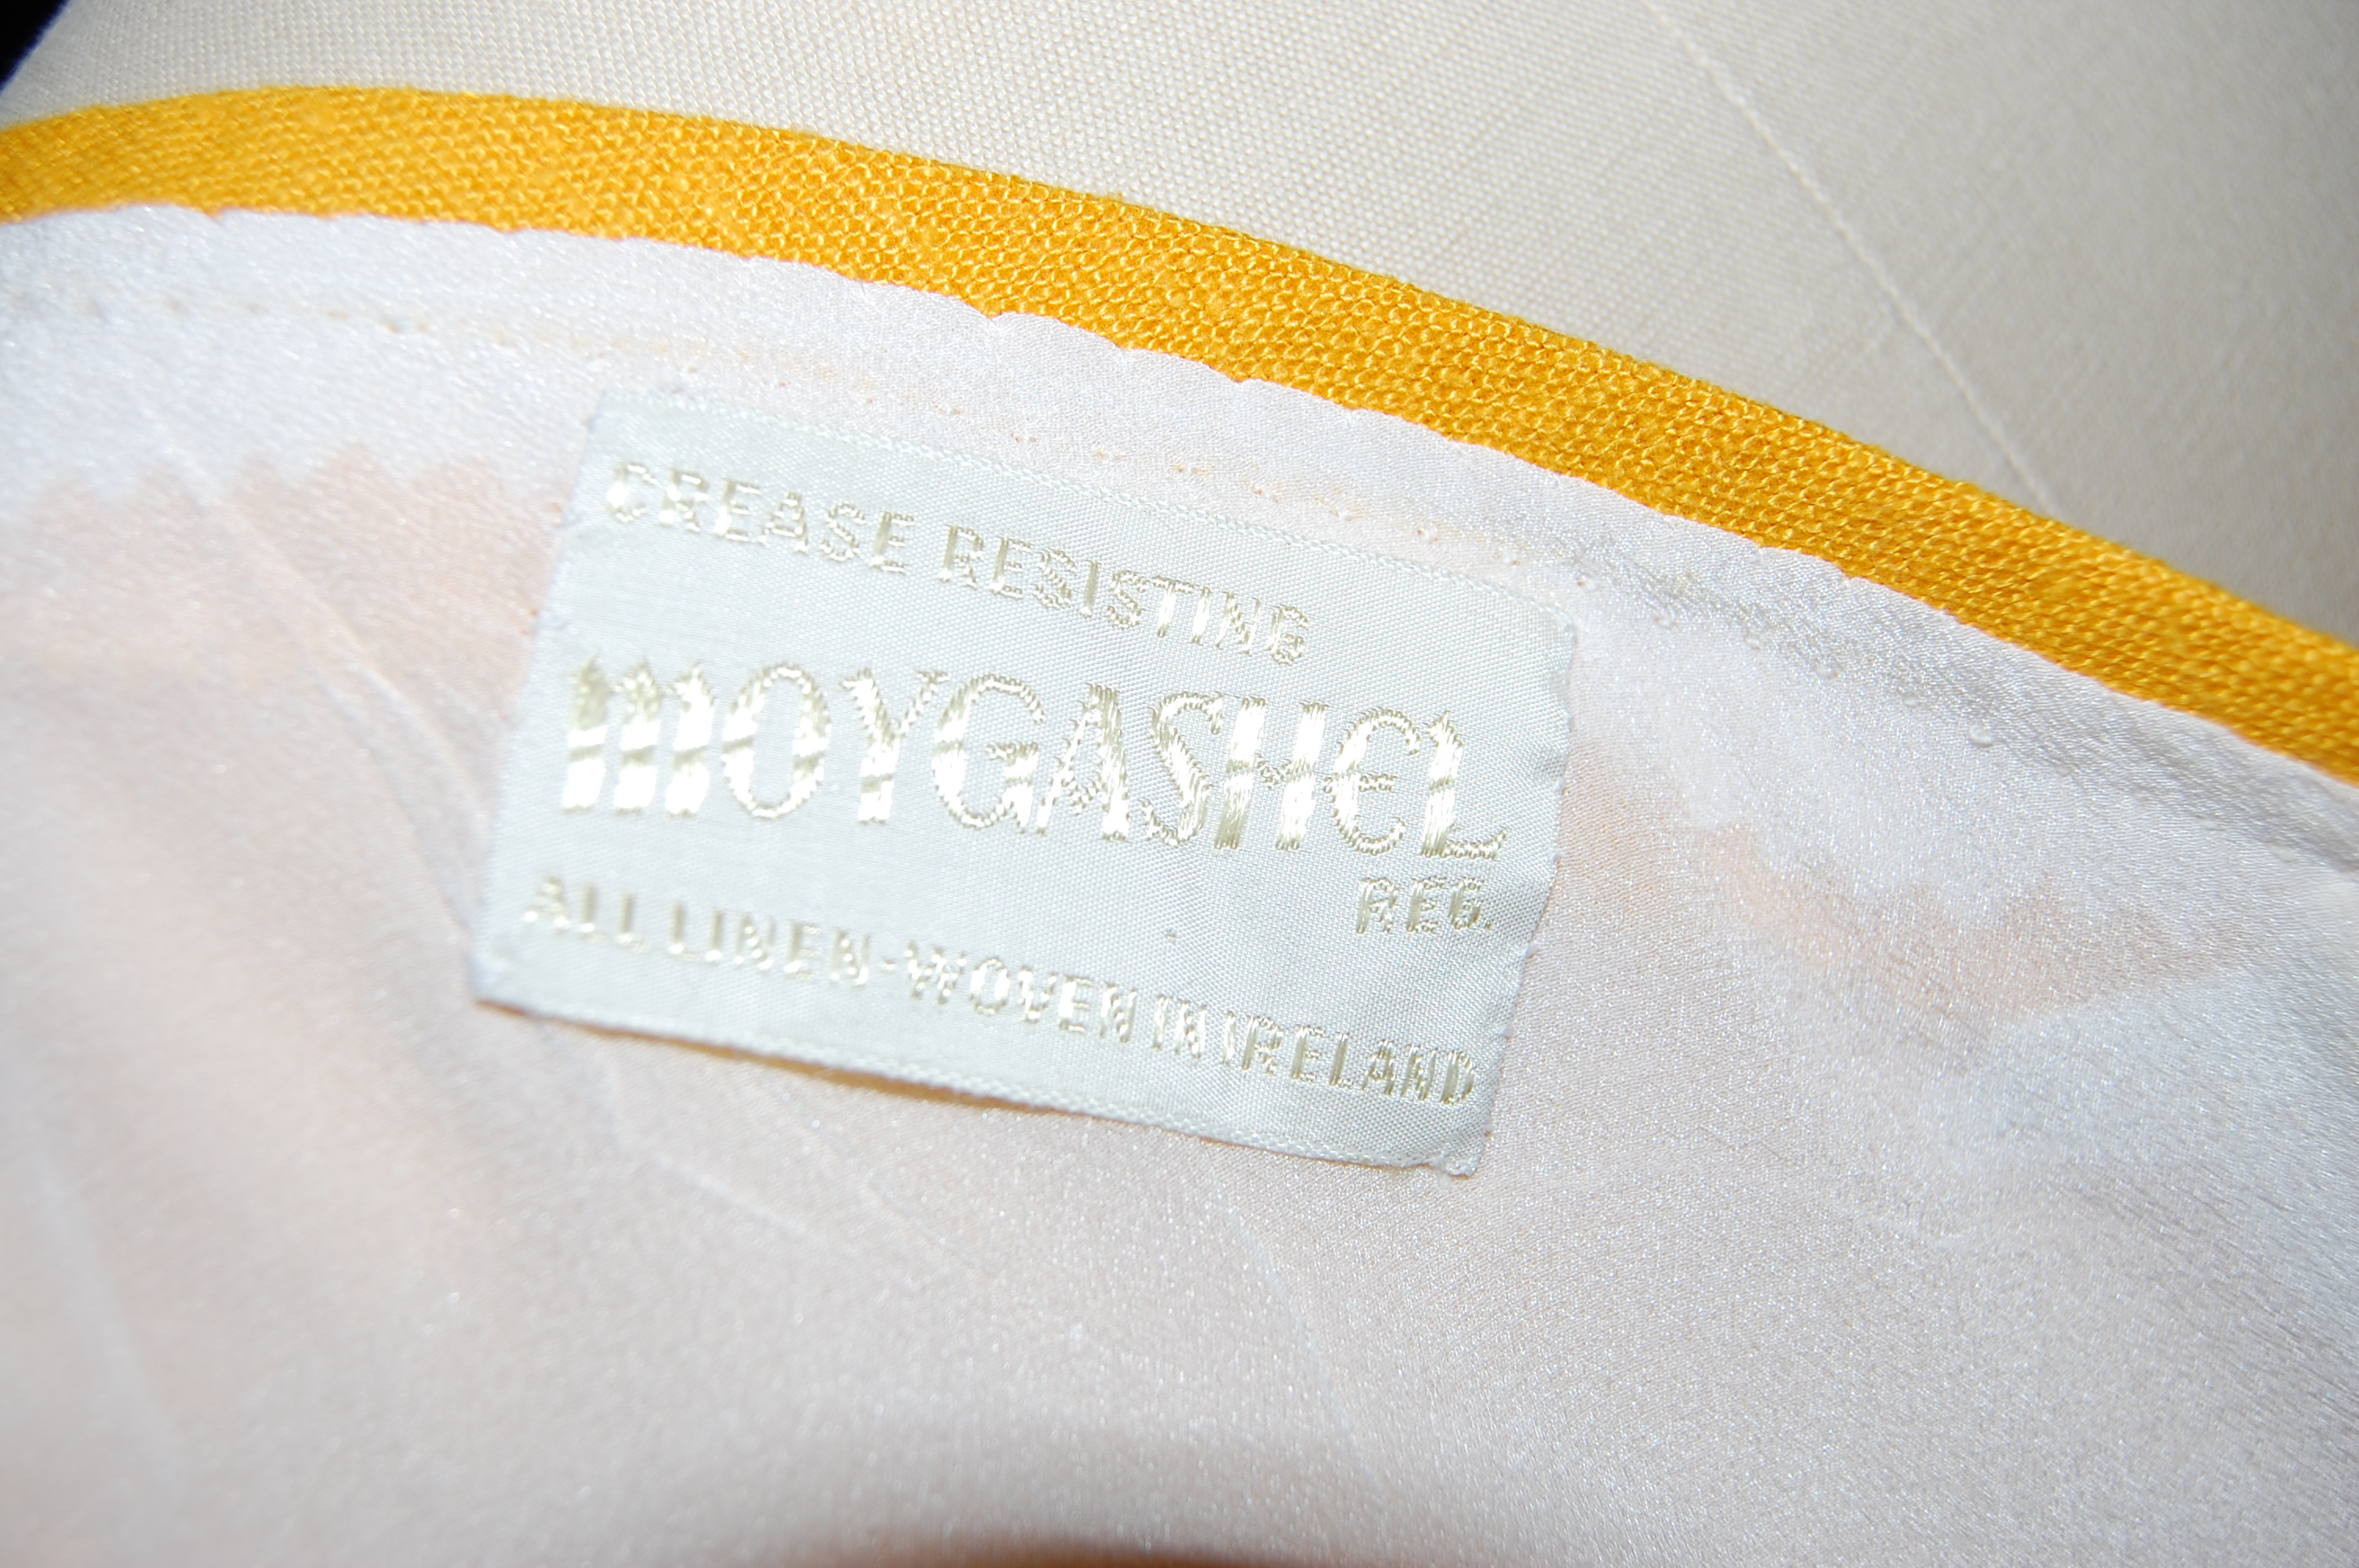 CREASE RESISTING
MOYGASHEL
REG.
ALL LINEN-WOVEN IN IRELAND